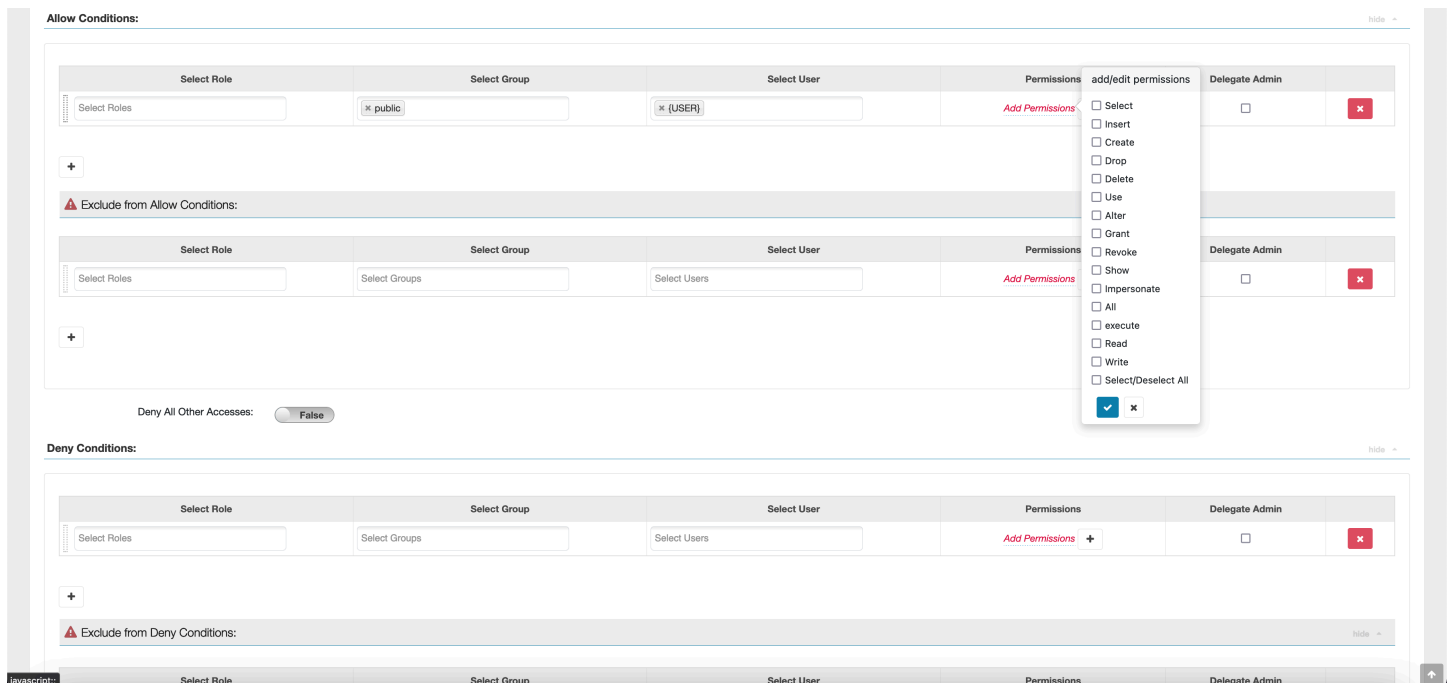 Allow Conditions: hide
Select Role Select Group Select User Permissions add/edit permissions Delegate Admin
Select Roles × public × {USER} Add Permissions Select
Insert
Create
Drop
Delete
Use
Exclude from Allow Conditions:
Alter
Grant
Select Role Select Group Select User Permissions Revoke Delegate Admin
Show
Select Roles Select Groups Select Users Add Permissions
Impersonate
All
execute
Read
Write
Select/Deselect All
Deny All Other Accesses: False
Deny Conditions: hide
Select Role Select Group Select User Permissions Delegate Admin
Select Roles Select Groups Select Users Add Permissions +
+
Exclude from Deny Conditions: hide
javascript:; Select Role Select Group Select User Permissions Delegate Admin